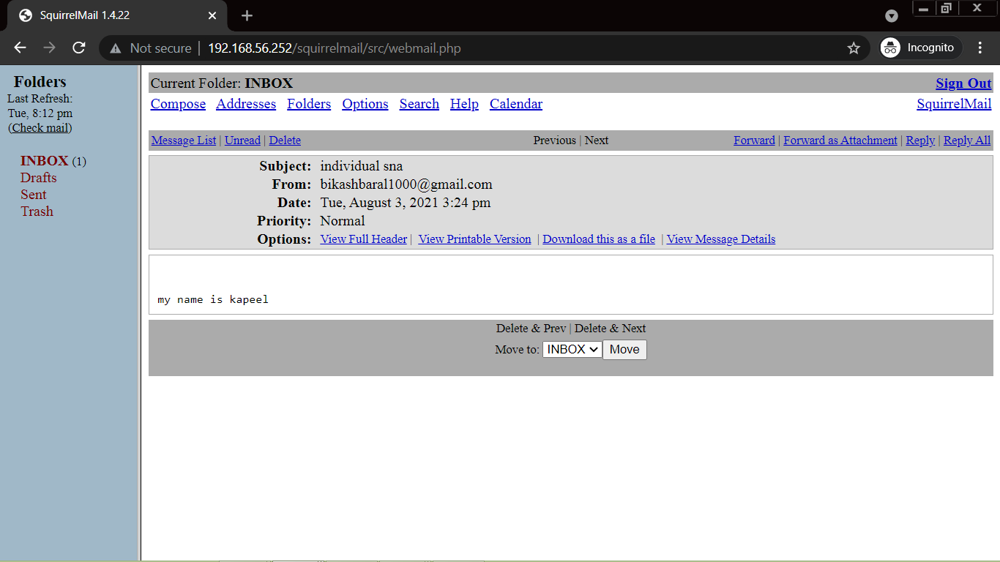 SquirrelMail 1.4.22
Not secure | 192.168.56.252/squirrelmail/src/webmail.php
Incognito
Folders
Last Refresh:
Tue, 8:12 pm
(Check mail)
INBOX (1)
Drafts
Sent
Trash
Current Folder: INBOX Sign Out
Compose Addresses Folders Options Search Help Calendar SquirrelMail
Message List | Unread | Delete Previous | Next Forward | Forward as Attachment | Reply | Reply All
Subject: individual sna
From: bikashbaral1000@gmail.com
Date: Tue, August 3, 2021 3:24 pm
Priority: Normal
Options: View Full Header | View Printable Version | Download this as a file | View Message Details
my name is kapeel
Delete & Prev | Delete & Next
Move to: INBOX Move